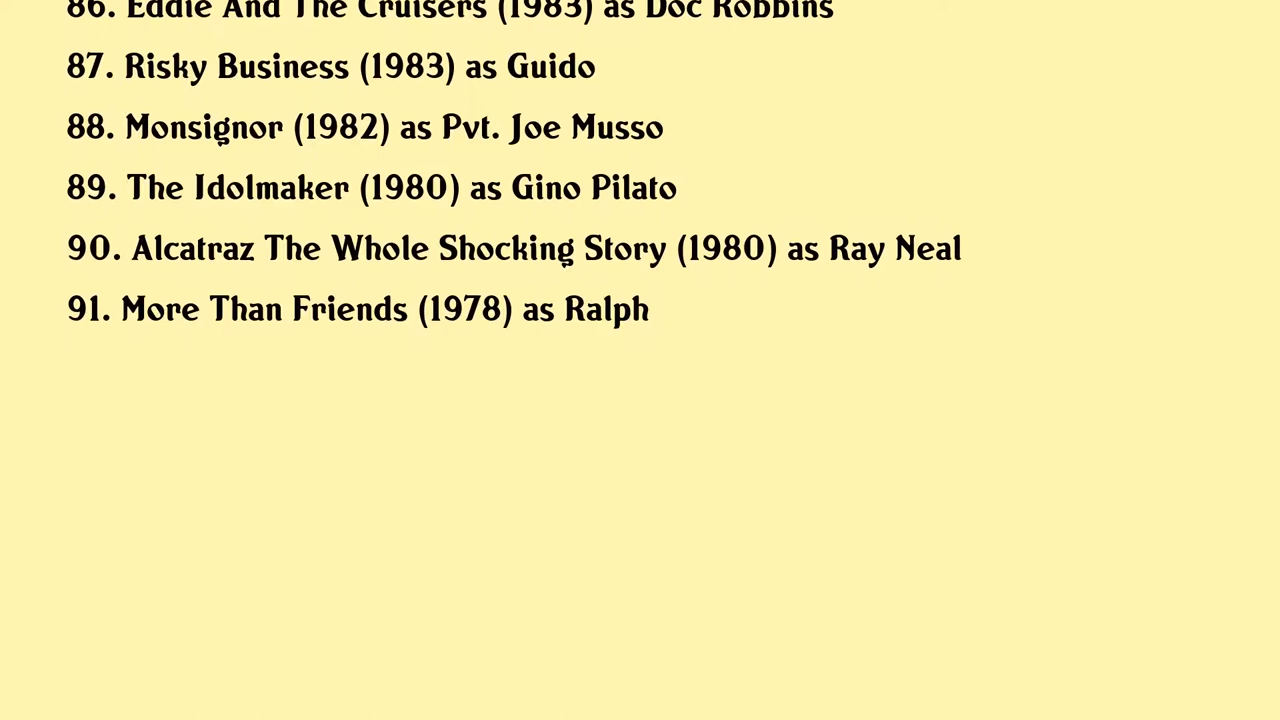 86. Eddie And The Cruisers (1983) as Doc Robbins
87. Risky Business (1983) as Guido
88. Monsignor (1982) as Pvt. Joe Musso
89. The Idolmaker (1980) as Gino Pilato
90. Alcatraz The Whole Shocking Story (1980) as Ray Neal
91. More Than Friends (1978) as Ralph